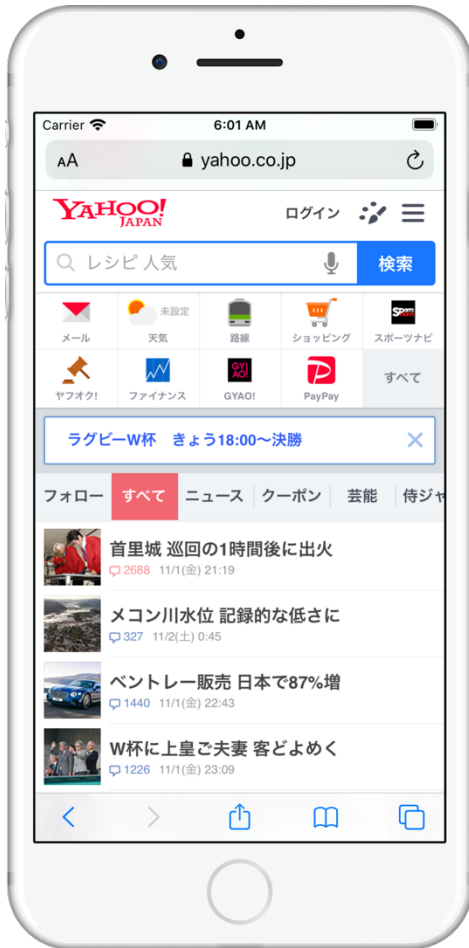 Carrier 6:01 AM
AA yahoo.co.jp
YAHOO! JAPAN ログイン
レシピ 人気 検索
未設定 Sports navi
メール 天気 路線 ショッピング スポーツナビ
GYAO! P すべて
ヤフオク! ファイナンス GYAO! PayPay
ラグビーW杯 きょう18:00〜決勝
フォロー すべて ニュース クーポン 芸能 侍ジャ
首里城 巡回の1時間後に出火
2688 11/1(金) 21:19
メコン川水位 記録的な低さに
327 11/2(土) 0:45
ベントレー販売 日本で87%増
1440 11/1(金) 22:43
W杯に上皇ご夫妻 客どよめく
1226 11/1(金) 23:09